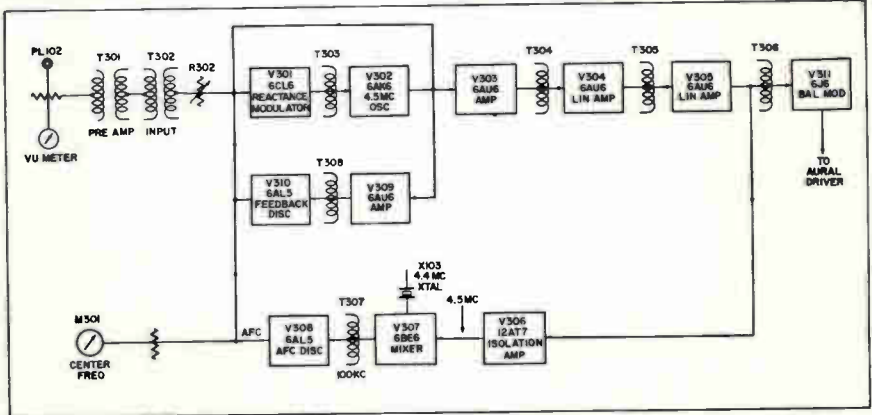 PL102
VU METER
T301
PRE AMP
T302
INPUT
R302
V301
6CL6
REACTANCE
MODULATOR
T303
V302
6AK6
4.5MC
OSC
V303
6AU6
AMP
T304
V304
6AU6
LIN AMP
T305
V305
6AU6
LIN AMP
T306
V311
6J6
BAL MOD
TO
AURAL
DRIVER
V310
6AL5
FEEDBACK
DISC
T308
V309
6AU6
AMP
M301
CENTER
FREQ
AFC
V308
6AL5
AFC DISC
T307
100KC
X103
4.4MC
XTAL
V307
6BE6
MIXER
4.5MC
V306
12AT7
ISOLATION
AMP